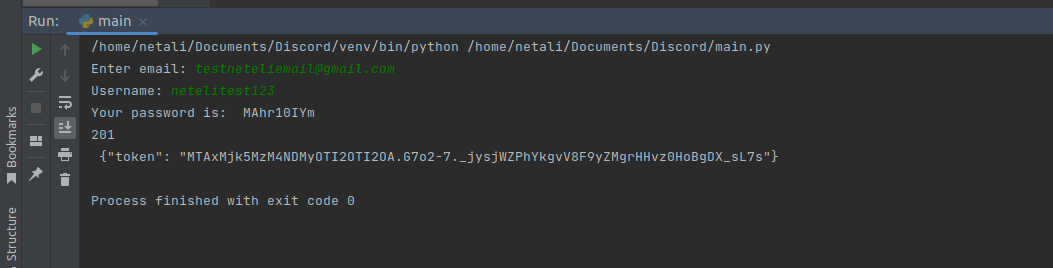 Run: main
/home/netali/Documents/Discord/venv/bin/python /home/netali/Documents/Discord/main.py
Enter email: testneteliemail@gmail.com
Username: netelitest123
Your password is:  MAhr10IYm
201
{"token": "MTAxMjk5MzM4NDMyOTI2OTI2OA.G7o2-7._jysjWZPhYkgvV8F9yZMgrHHvz0HoBgDX_sL7s"}
Process finished with exit code 0
Bookmarks
Structure